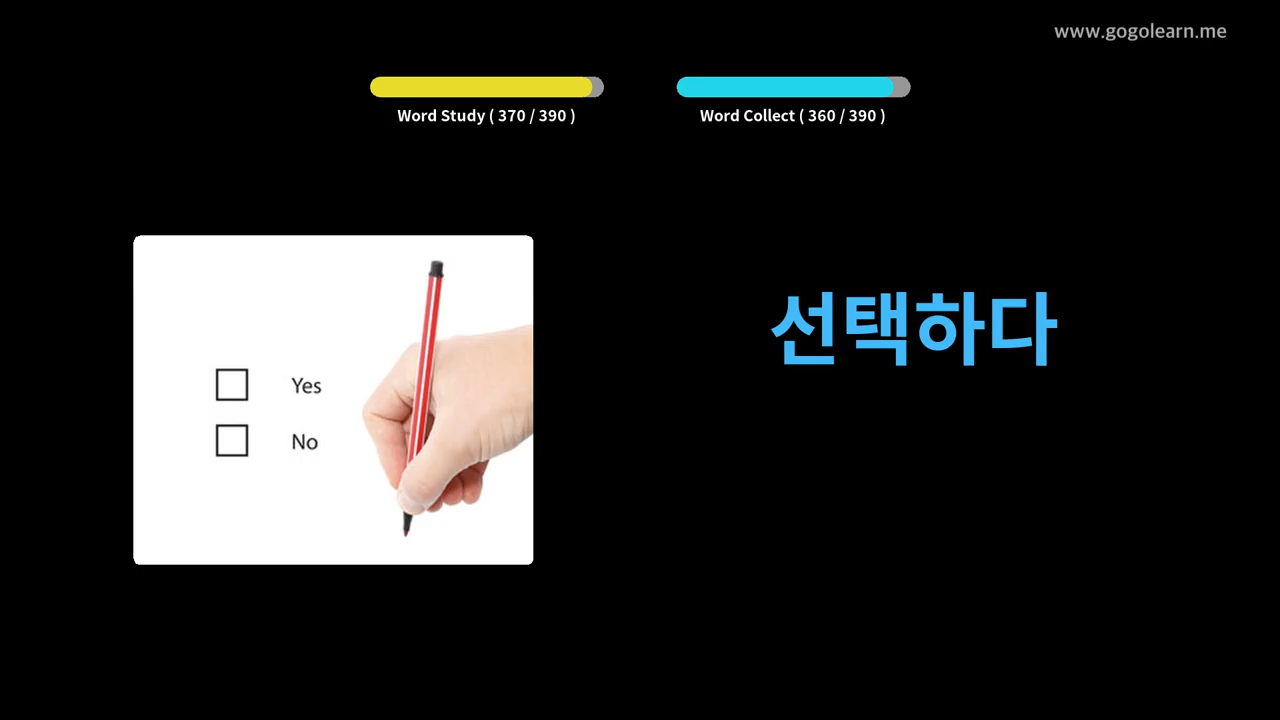 www.gogolearn.me
Word Study ( 370 / 390 )
Word Collect ( 360 / 390 )
선택하다
Yes
No